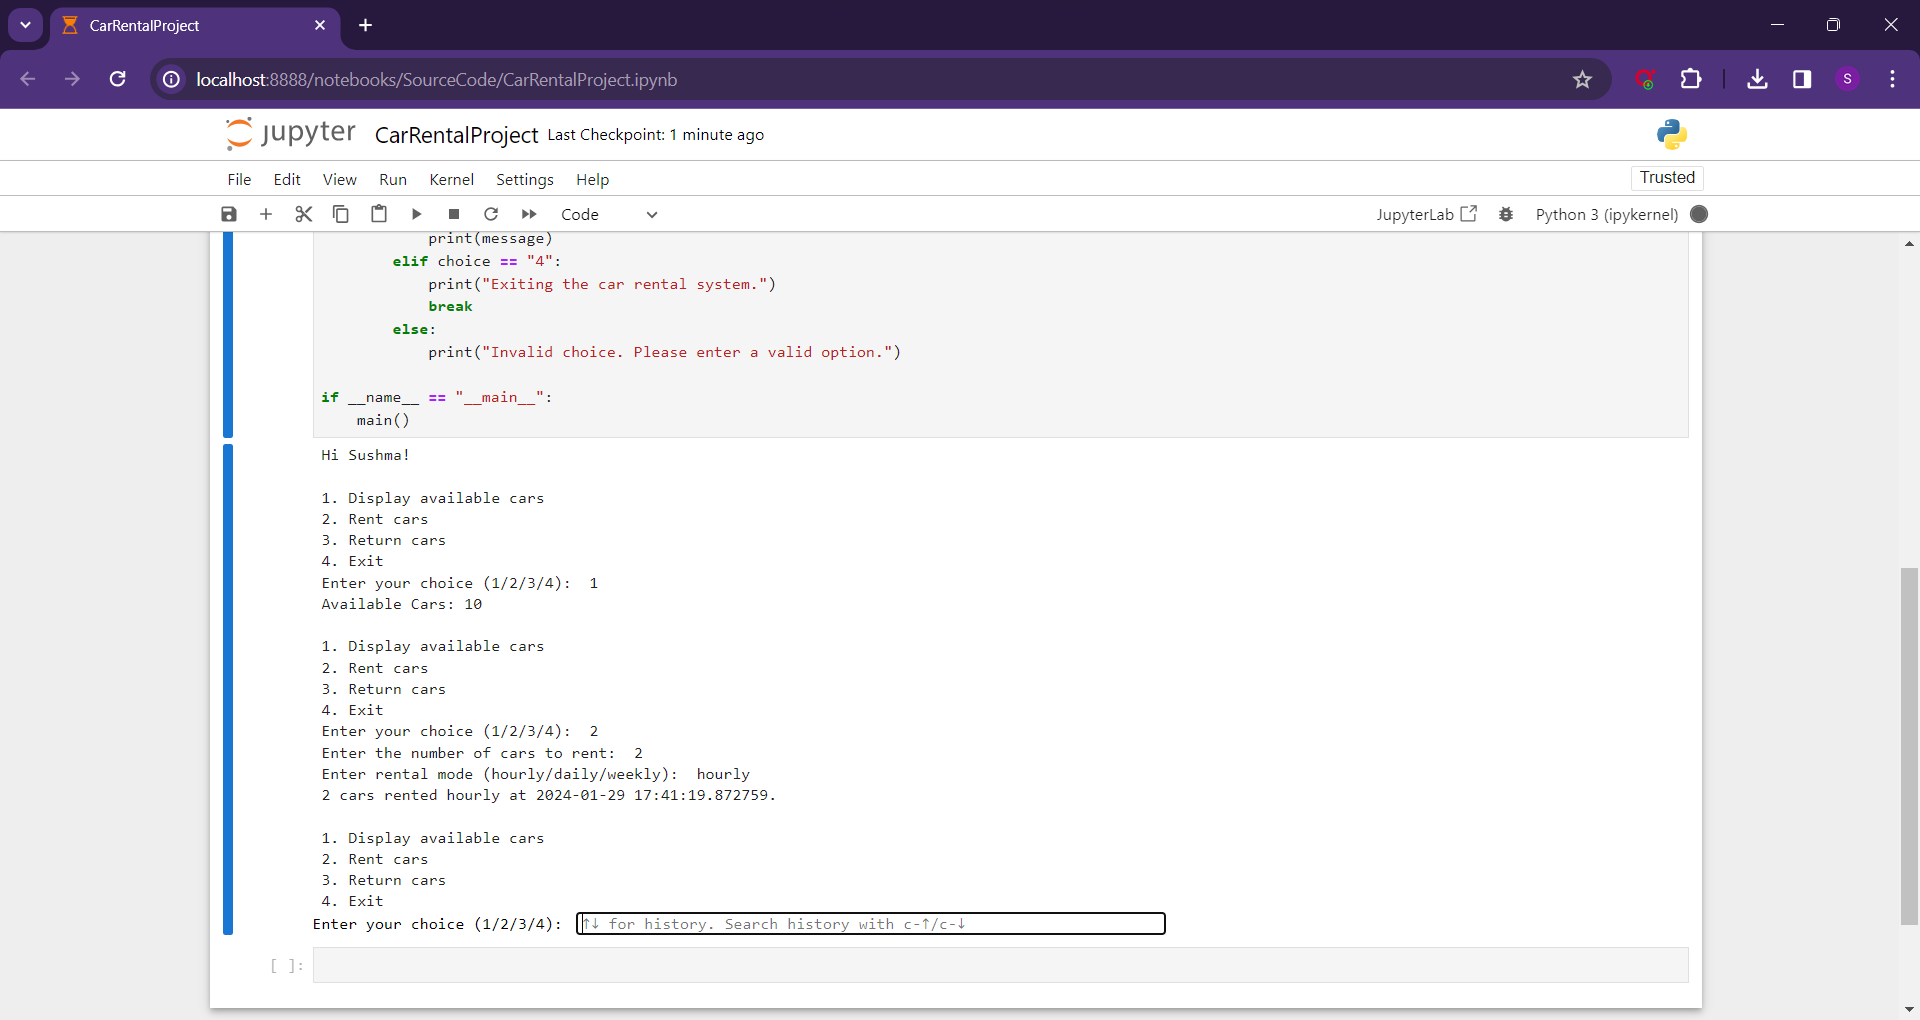 CarRentalProject
localhost:8888/notebooks/SourceCode/CarRentalProject.ipynb
S
jupyter CarRentalProject Last Checkpoint: 1 minute ago
File Edit View Run Kernel Settings Help
Trusted
Code
JupyterLab
Python 3 (ipykernel)
print(message)
elif choice == "4":
print("Exiting the car rental system.")
break
else:
print("Invalid choice. Please enter a valid option.")
if __name__ == "__main__":
main()
Hi Sushma!
1. Display available cars
2. Rent cars
3. Return cars
4. Exit
Enter your choice (1/2/3/4):  1
Available Cars: 10
1. Display available cars
2. Rent cars
3. Return cars
4. Exit
Enter your choice (1/2/3/4):  2
Enter the number of cars to rent:  2
Enter rental mode (hourly/daily/weekly):  hourly
2 cars rented hourly at 2024-01-29 17:41:19.872759.
1. Display available cars
2. Rent cars
3. Return cars
4. Exit
Enter your choice (1/2/3/4): ↑↓ for history. Search history with c-↑/c-↓
[ ]: